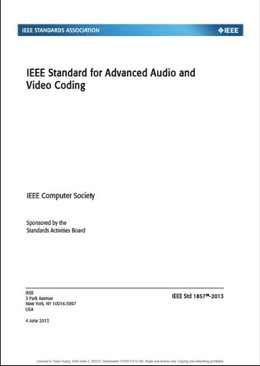 IEEE STANDARDS ASSOCIATION
IEEE
IEEE Standard for Advanced Audio and
Video Coding
IEEE Computer Society
Sponsored by the
Standards Activities Board
IEEE
3 Park Avenue
New York, NY 10016-5997
USA
4 June 2013
IEEE Std 1857™-2013